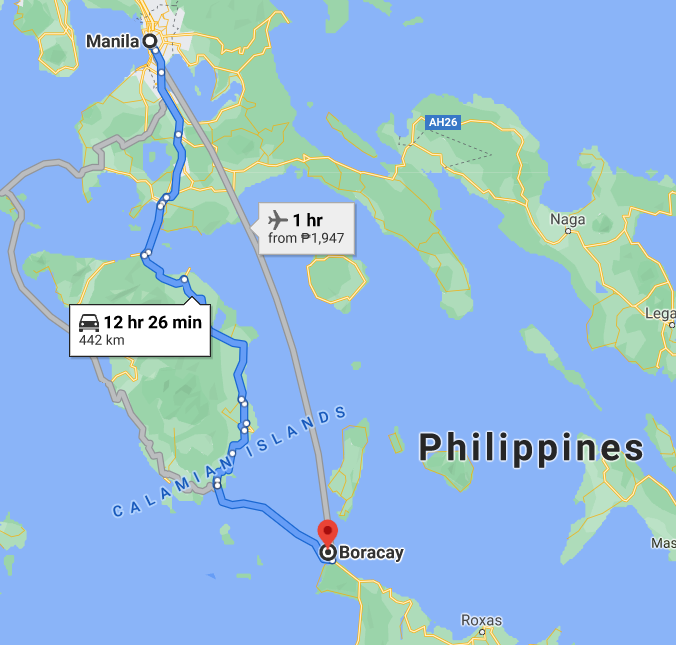 Manila
AH26
Naga
1 hr
from ₱1,947
Lega
12 hr 26 min
442 km
CALAMIAN ISLANDS
Philippines
Boracay
Mas
Roxas